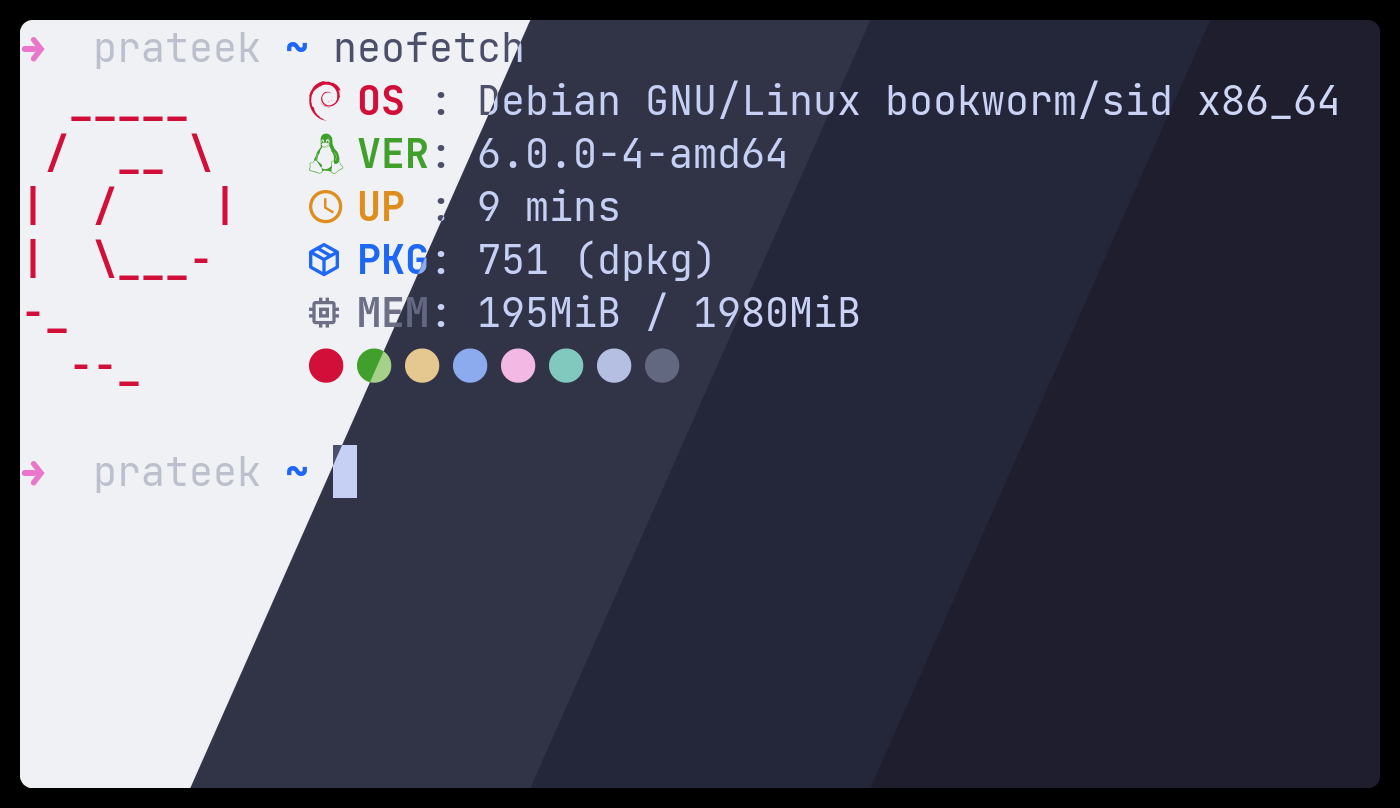 ➜  prateek ~ neofetch
  _____     OS : Debian GNU/Linux bookworm/sid x86_64
 /  __ \    VER: 6.0.0-4-amd64
|  /    |   UP : 9 mins
|  \___-    PKG: 751 (dpkg)
-_          MEM: 195MiB / 1980MiB
  --_
➜  prateek ~